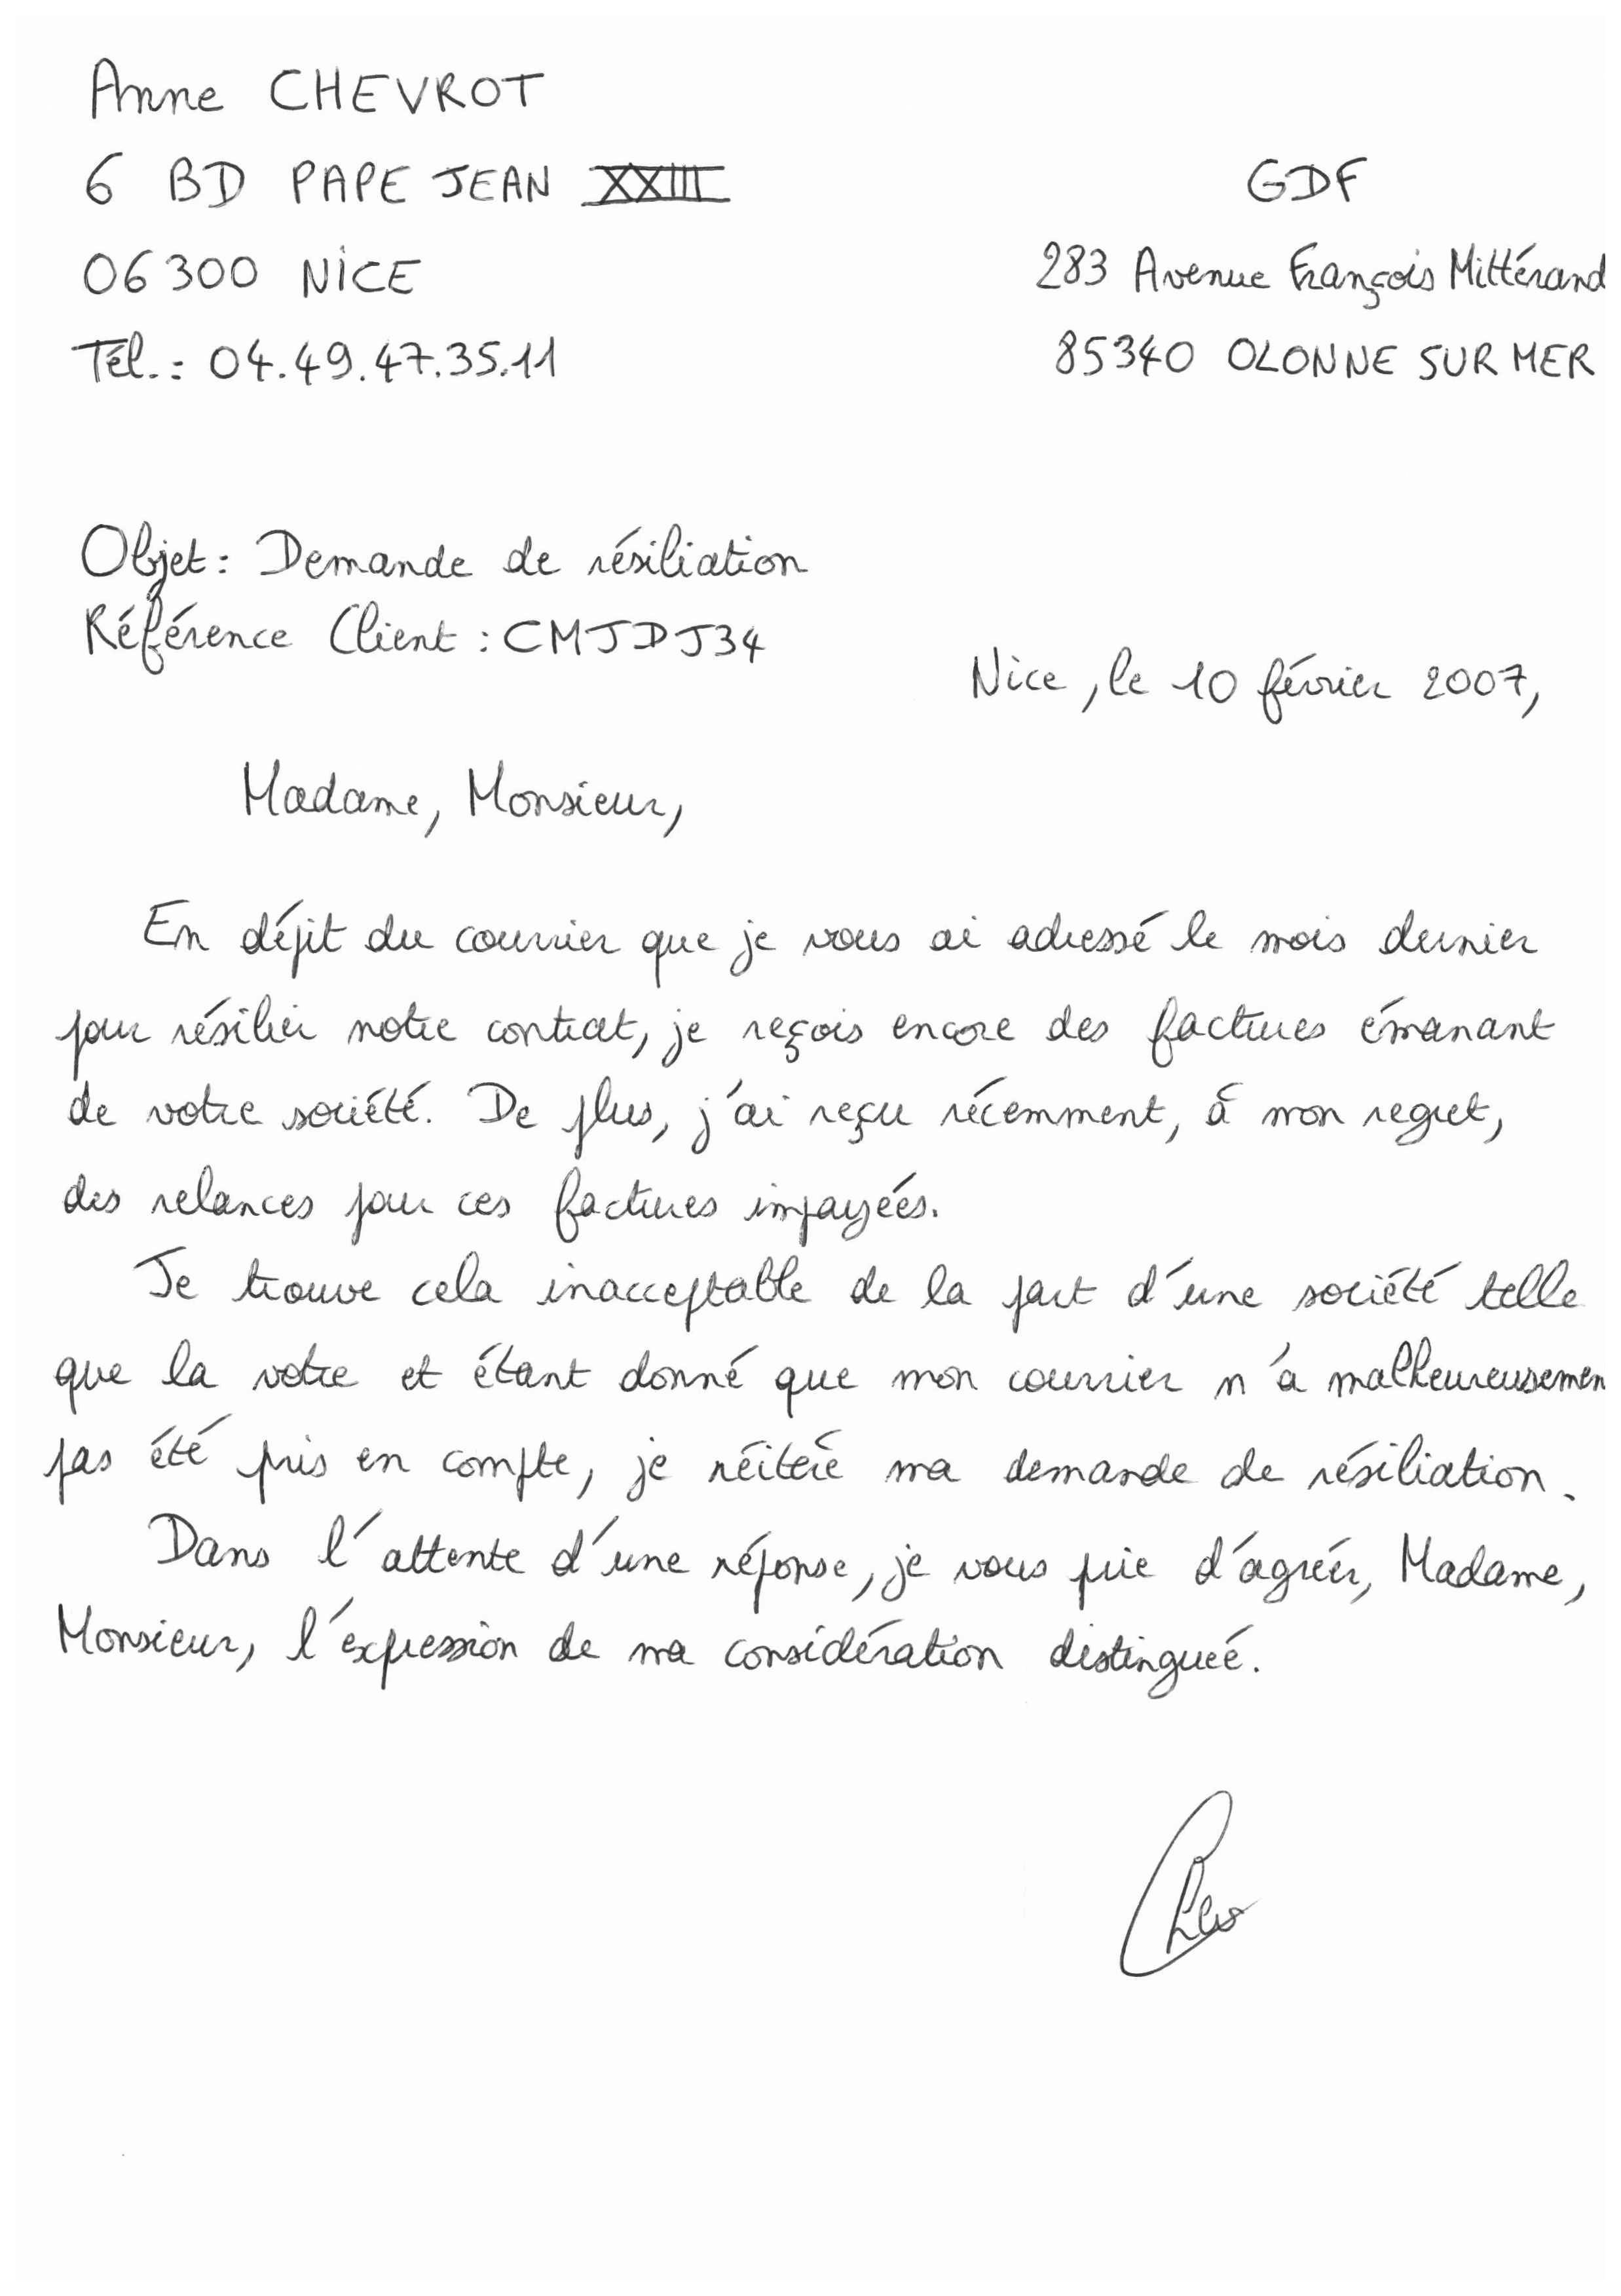 Anne CHEVROT
6 BD PAPE JEAN XXIII
06300 NICE
Tél.: 04.49.47.35.11
GDF
283 Avenue François Mittérand
85340 OLONNE SUR MER
Objet: Demande de résiliation
Référence Client : CMJDJ34
Nice, le 10 février 2007,
Madame, Monsieur,
En dépit du courrier que je vous ai adressé le mois dernier
pour résilier notre contrat, je reçois encore des factures émanant
de votre société. De plus, j'ai reçu récemment, à mon regret,
des relances pour ces factures impayées.
Je trouve cela inacceptable de la part d'une société telle
que la votre et étant donné que mon courrier n'a malheureusemen
pas été pris en compte, je réitère ma demande de résiliation.
Dans l'attente d'une réponse, je vous prie d'agréer, Madame,
Monsieur, l'expression de ma considération distinguée.